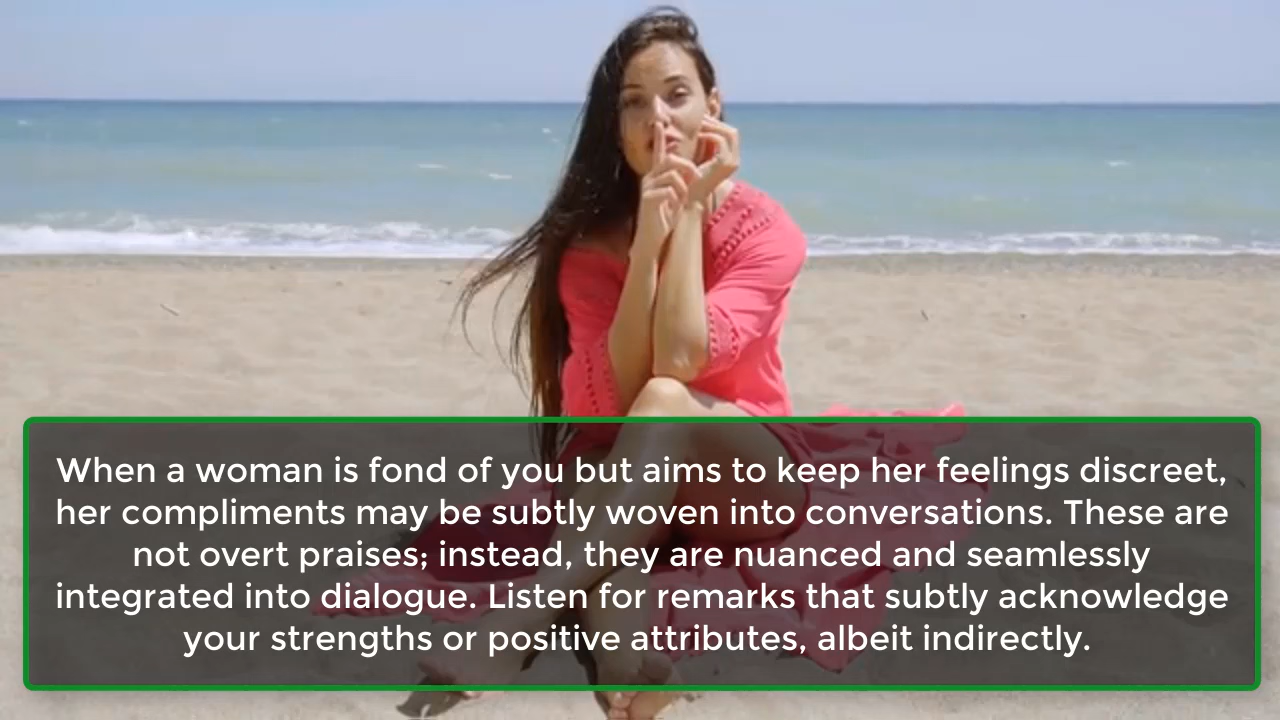 When a woman is fond of you but aims to keep her feelings discreet,
her compliments may be subtly woven into conversations. These are
not overt praises; instead, they are nuanced and seamlessly
integrated into dialogue. Listen for remarks that subtly acknowledge
your strengths or positive attributes, albeit indirectly.